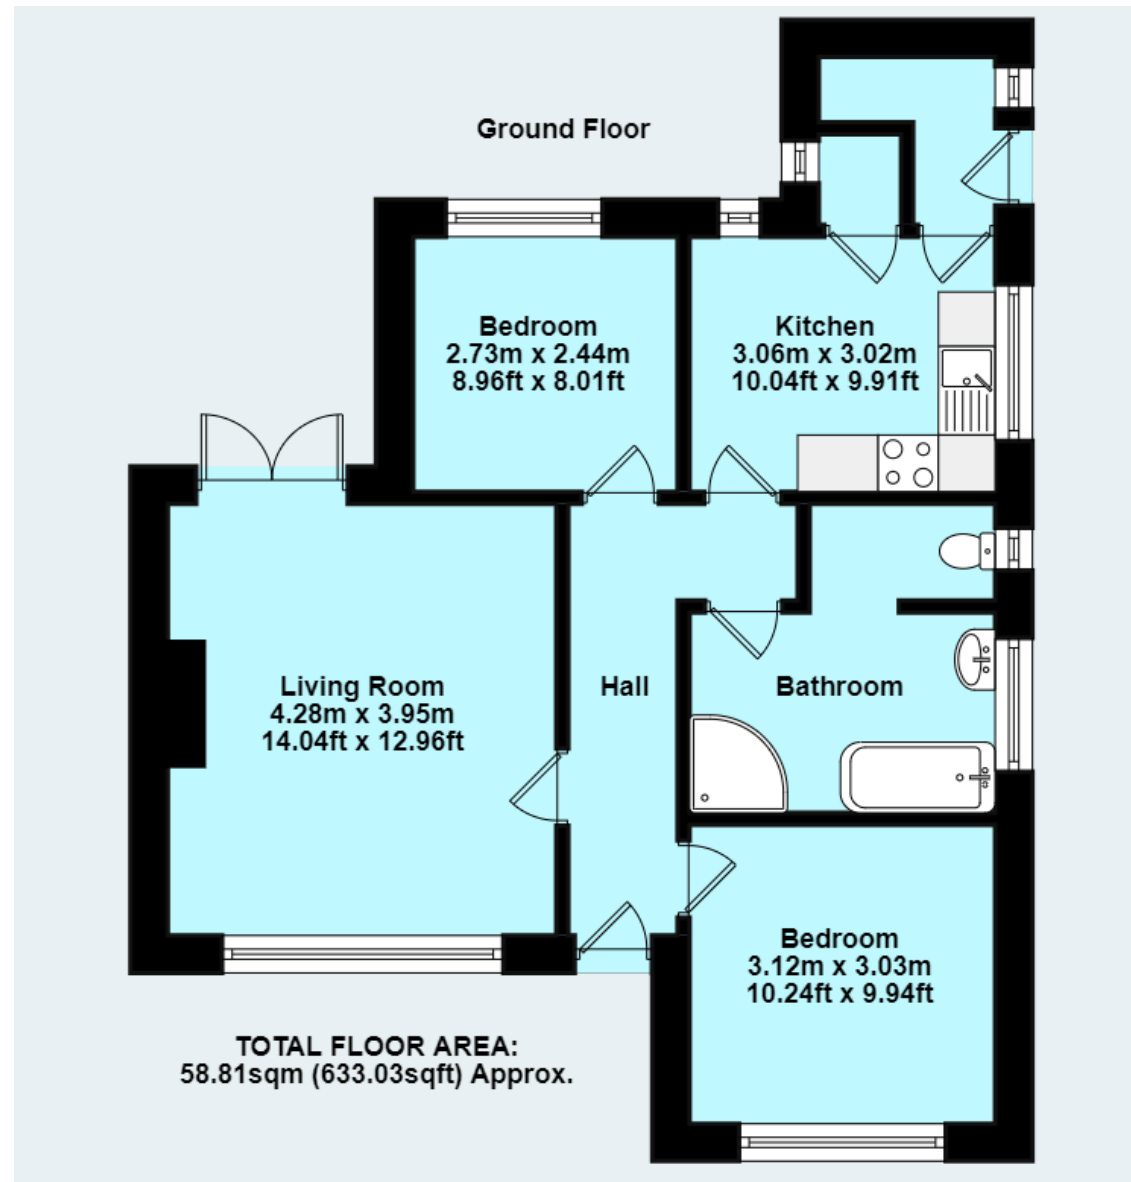 Ground Floor
Bedroom
2.73m x 2.44m
8.96ft x 8.01ft
Kitchen
3.06m x 3.02m
10.04ft x 9.91ft
Living Room
4.28m x 3.95m
14.04ft x 12.96ft
Hall
Bathroom
Bedroom
3.12m x 3.03m
10.24ft x 9.94ft
TOTAL FLOOR AREA:
58.81sqm (633.03sqft) Approx.